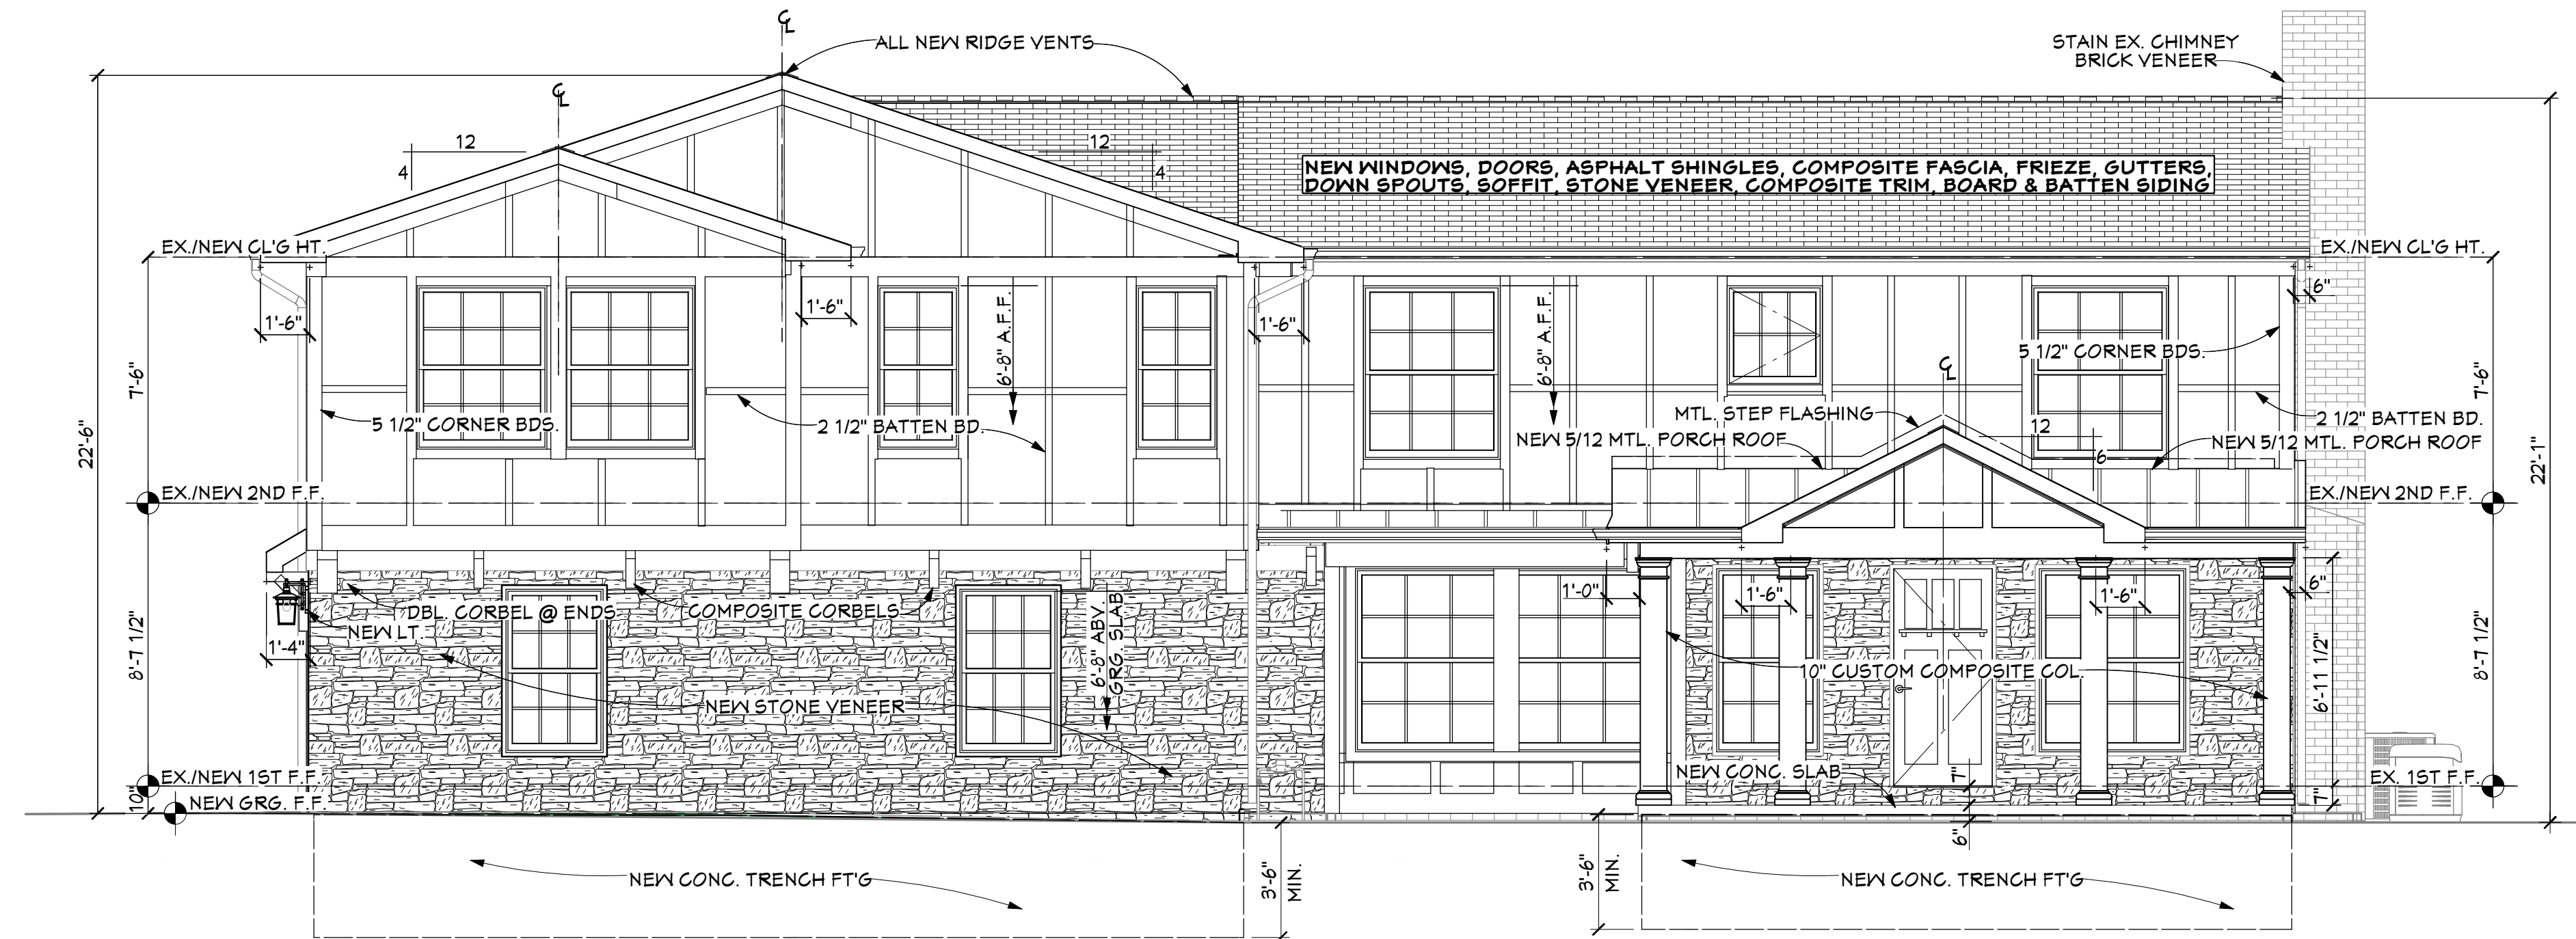 ℄
ALL NEW RIDGE VENTS
STAIN EX. CHIMNEY
BRICK VENEER
℄
12
4
12
4
NEW WINDOWS, DOORS, ASPHALT SHINGLES, COMPOSITE FASCIA, FRIEZE, GUTTERS,
DOWN SPOUTS, SOFFIT, STONE VENEER, COMPOSITE TRIM, BOARD & BATTEN SIDING
EX./NEW CL'G HT.
EX./NEW CL'G HT.
1'-6"
1'-6"
1'-6"
6"
22'-6"
7'-6"
6'-8" A.F.F.
6'-8" A.F.F.
5 1/2" CORNER BDS.
℄
7'-6"
5 1/2" CORNER BDS.
2 1/2" BATTEN BD.
MTL. STEP FLASHING
NEW 5/12 MTL. PORCH ROOF
12
6
2 1/2" BATTEN BD.
NEW 5/12 MTL. PORCH ROOF
22'-1"
EX./NEW 2ND F.F.
EX./NEW 2ND F.F.
8'-7 1/2"
DBL. CORBEL @ ENDS
COMPOSITE CORBELS
NEW LT.
1'-4"
6'-8" ABV.
GRG. SLAB
1'-0"
1'-6"
1'-6"
6"
10" CUSTOM COMPOSITE COL.
6'-11 1/2"
8'-7 1/2"
NEW STONE VENEER
EX./NEW 1ST F.F.
NEW CONC. SLAB
7"
EX. 1ST F.F.
10"
NEW GRG. F.F.
7"
6"
NEW CONC. TRENCH FT'G
3'-6"
MIN.
3'-6"
MIN.
NEW CONC. TRENCH FT'G